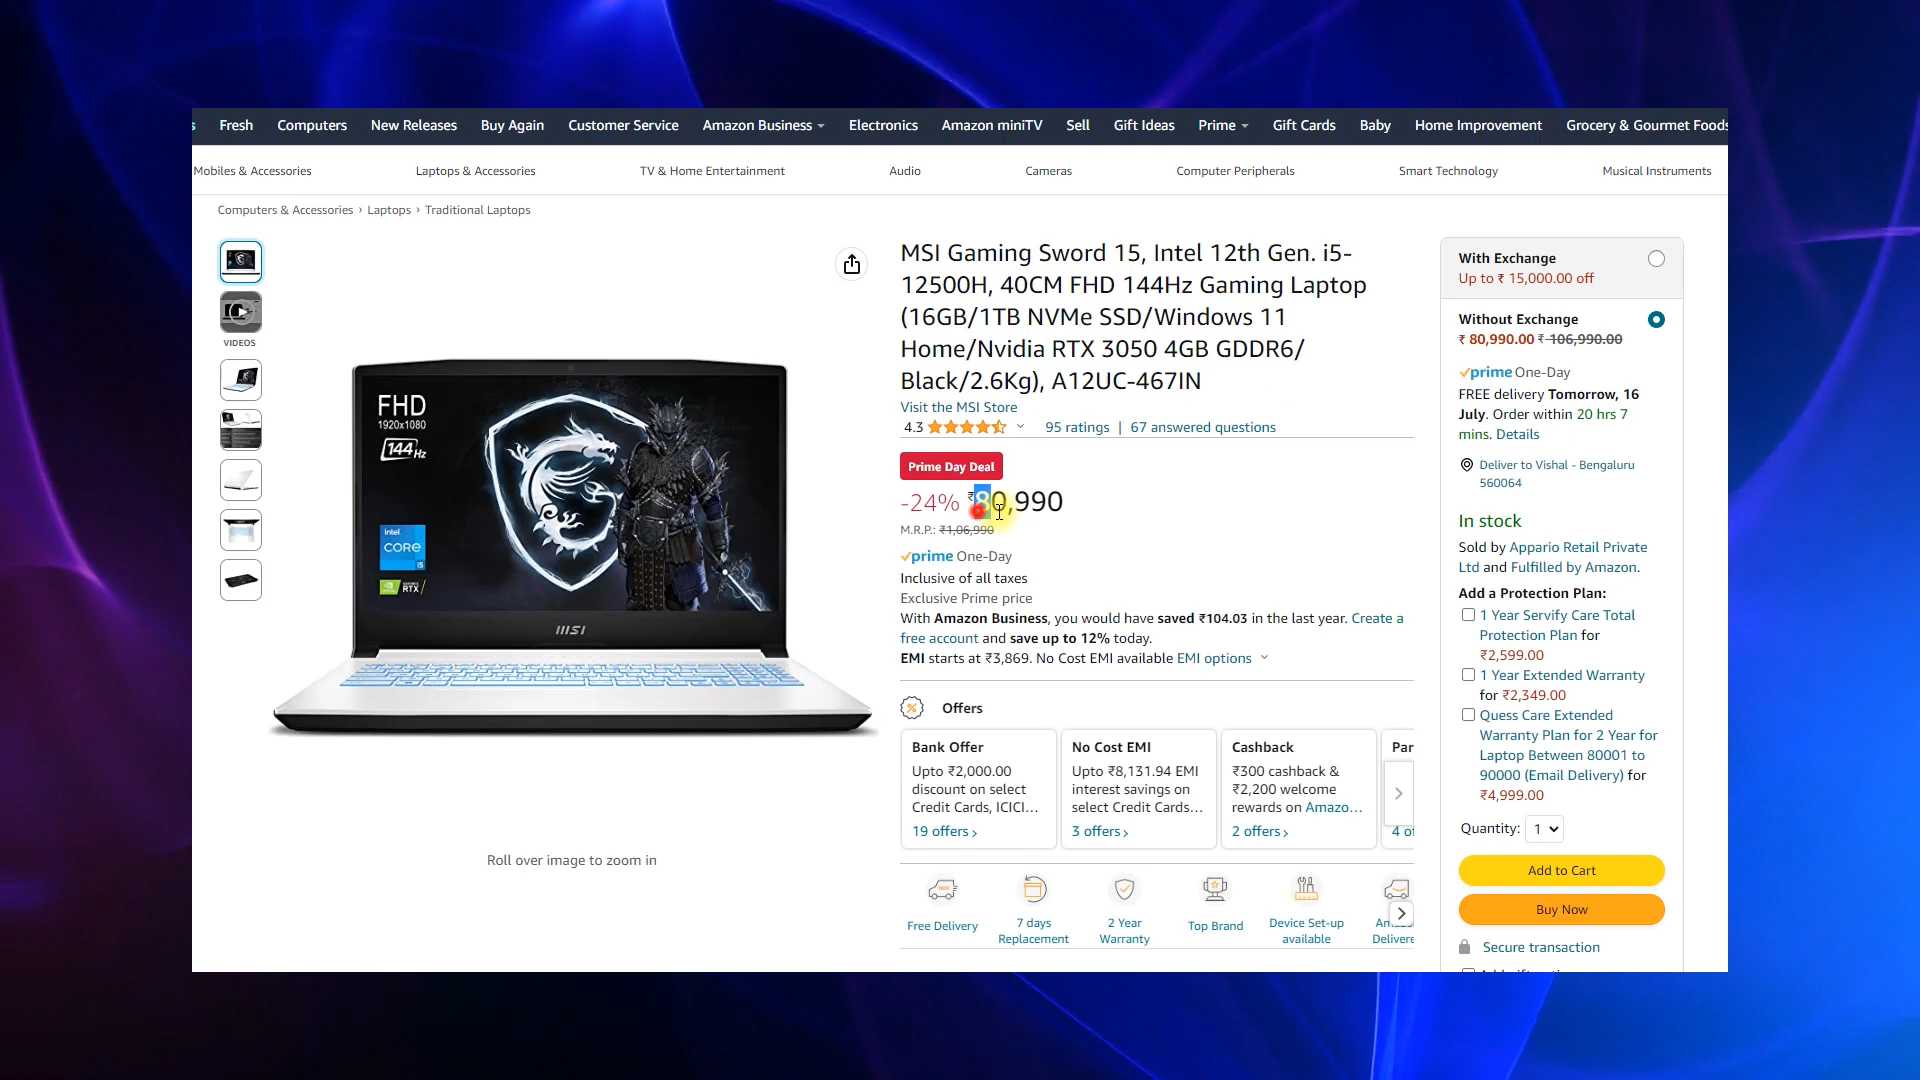 Fresh Computers New Releases Buy Again Customer Service Amazon Business Electronics Amazon miniTV Sell Gift Ideas Prime Gift Cards Baby Home Improvement Grocery & Gourmet Foods
Mobiles & Accessories Laptops & Accessories TV & Home Entertainment Audio Cameras Computer Peripherals Smart Technology Musical Instruments
Computers & Accessories › Laptops › Traditional Laptops
VIDEOS
FHD
1920x1080
144Hz
intel
CORE
i5
RTX
msi
Roll over image to zoom in
MSI Gaming Sword 15, Intel 12th Gen. i5-
12500H, 40CM FHD 144Hz Gaming Laptop
(16GB/1TB NVMe SSD/Windows 11
Home/Nvidia RTX 3050 4GB GDDR6/
Black/2.6Kg), A12UC-467IN
Visit the MSI Store
4.3 95 ratings | 67 answered questions
Prime Day Deal
-24% ₹80,990
M.R.P.: ₹1,06,990
prime One-Day
Inclusive of all taxes
Exclusive Prime price
With Amazon Business, you would have saved ₹104.03 in the last year. Create a
free account and save up to 12% today.
EMI starts at ₹3,869. No Cost EMI available EMI options
Offers
Bank Offer
Upto ₹2,000.00
discount on select
Credit Cards, ICICI…
19 offers ›
No Cost EMI
Upto ₹8,131.94 EMI
interest savings on
select Credit Cards…
3 offers ›
Cashback
₹300 cashback &
₹2,200 welcome
rewards on Amazo…
2 offers ›
Par
4 of
Free Delivery
7 days
Replacement
2 Year
Warranty
Top Brand
Device Set-up
available
Delivere
With Exchange
Up to ₹ 15,000.00 off
Without Exchange
₹ 80,990.00 ₹ 106,990.00
prime One-Day
FREE delivery Tomorrow, 16
July. Order within 20 hrs 7
mins. Details
Deliver to Vishal - Bengaluru
560064
In stock
Sold by Appario Retail Private
Ltd and Fulfilled by Amazon.
Add a Protection Plan:
1 Year Servify Care Total
Protection Plan for
₹2,599.00
1 Year Extended Warranty
for ₹2,349.00
Quess Care Extended
Warranty Plan for 2 Year for
Laptop Between 80001 to
90000 (Email Delivery) for
₹4,999.00
Quantity: 1
Add to Cart
Buy Now
Secure transaction